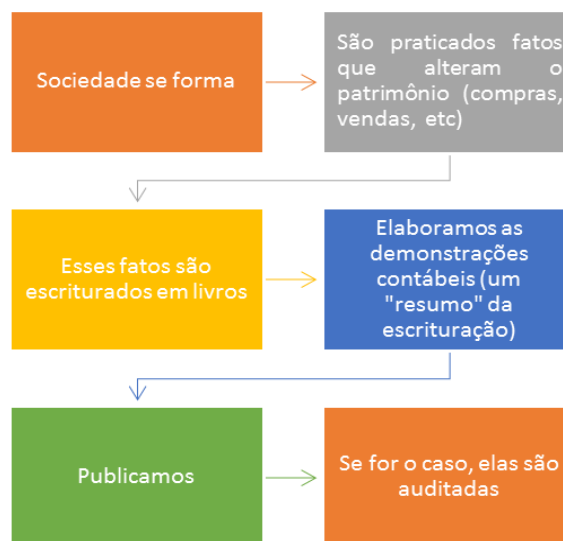 Sociedade se forma
São praticados fatos
que alteram o
patrimônio (compras,
vendas, etc)
Esses fatos são
escriturados em livros
Elaboramos as
demonstrações
contábeis (um
"resumo" da
escrituração)
Publicamos
Se for o caso, elas são
auditadas